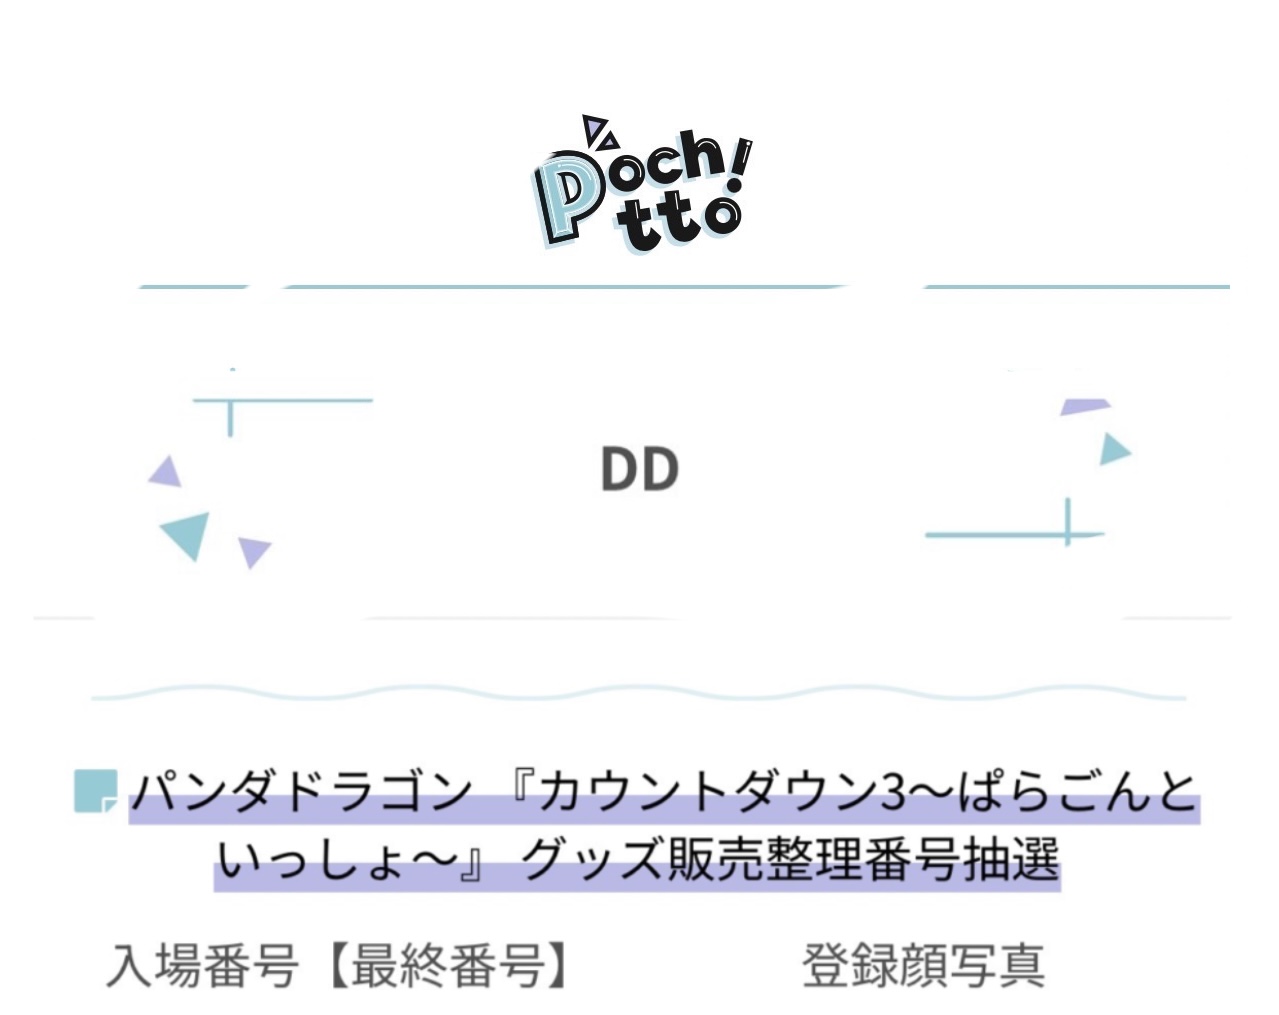 Poch!
tto
DD
パンダドラゴン 『カウントダウン3〜ぱらごんと
いっしょ〜』 グッズ販売整理番号抽選
入場番号【最終番号】 登録顔写真